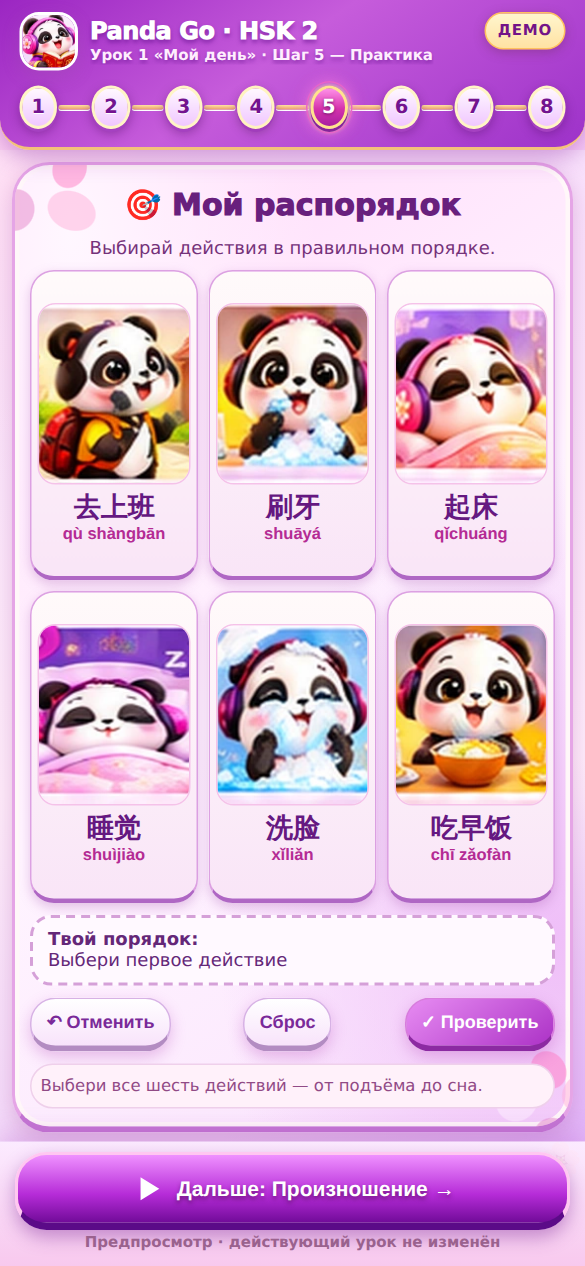 Panda Go · HSK 2
Урок 1 «Мой день» · Шаг 5 — Практика
ДЕМО
1 2 3 4 5 6 7 8
🎯 Мой распорядок
Выбирай действия в правильном порядке.
去上班 刷牙 起床
qù shàngbān shuāyá qǐchuáng
睡觉 洗脸 吃早饭
shuìjiào xǐliǎn chī zǎofàn
Твой порядок:
Выбери первое действие
↶ Отменить Сброс ✓ Проверить
Выбери все шесть действий — от подъёма до сна.
▶ Дальше: Произношение →
Предпросмотр · действующий урок не изменён